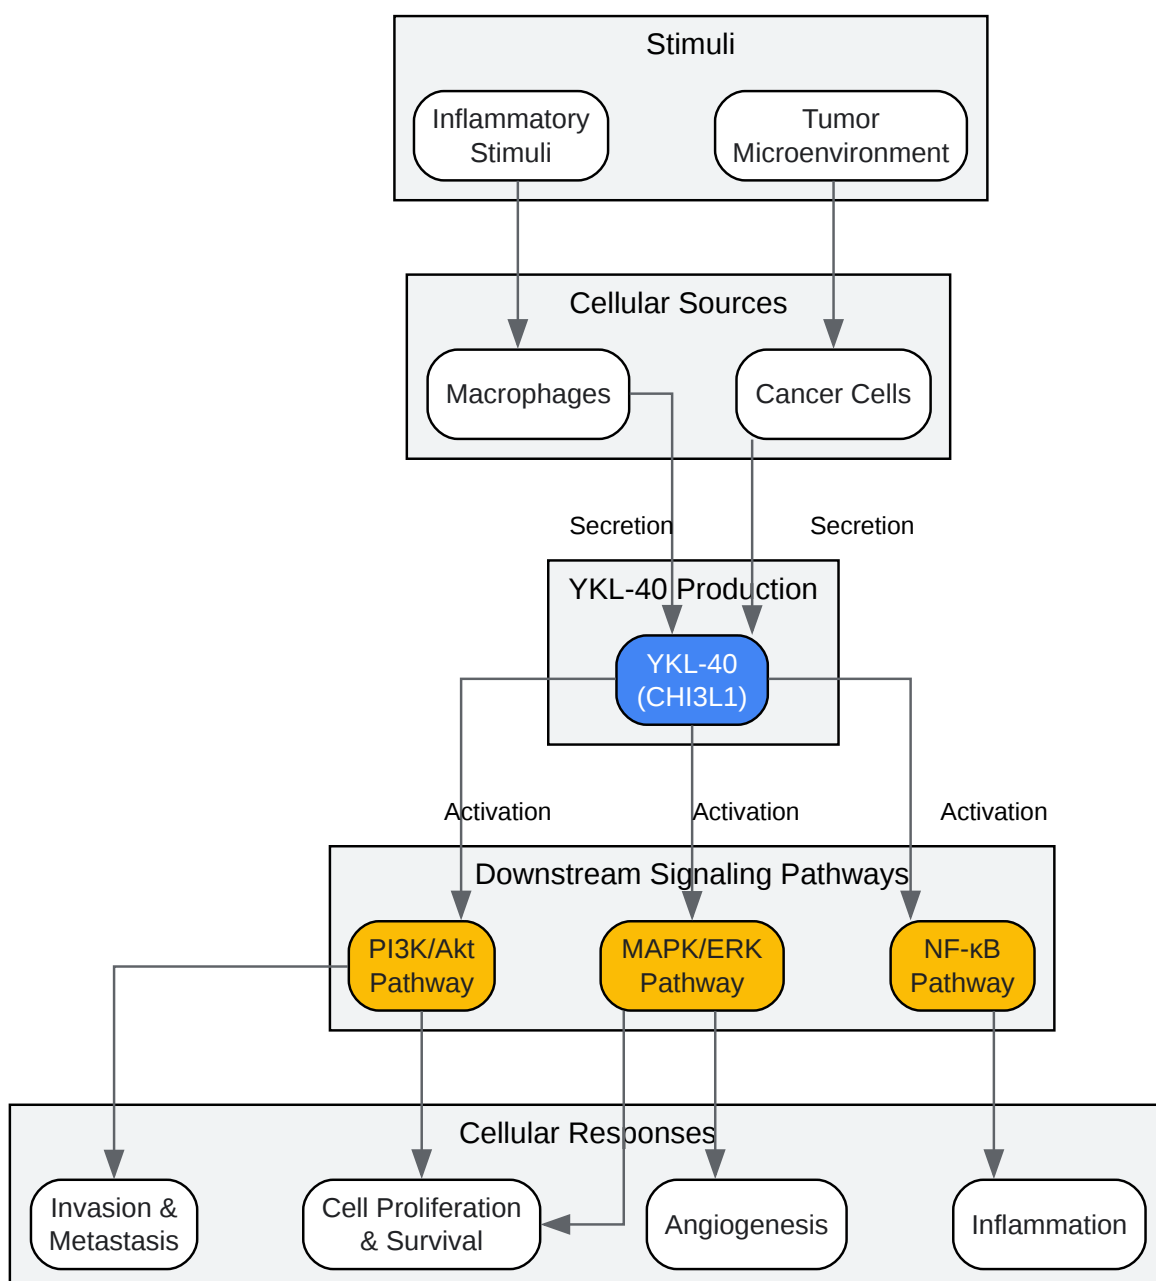 Stimuli
Inflammatory
Stimuli
Tumor
Microenvironment
Cellular Sources
Macrophages
Cancer Cells
Secretion
Secretion
YKL-40 Production
YKL-40
(CHI3L1)
Activation
Activation
Activation
Downstream Signaling Pathways
PI3K/Akt
Pathway
MAPK/ERK
Pathway
NF-κB
Pathway
Cellular Responses
Invasion &
Metastasis
Cell Proliferation
& Survival
Angiogenesis
Inflammation